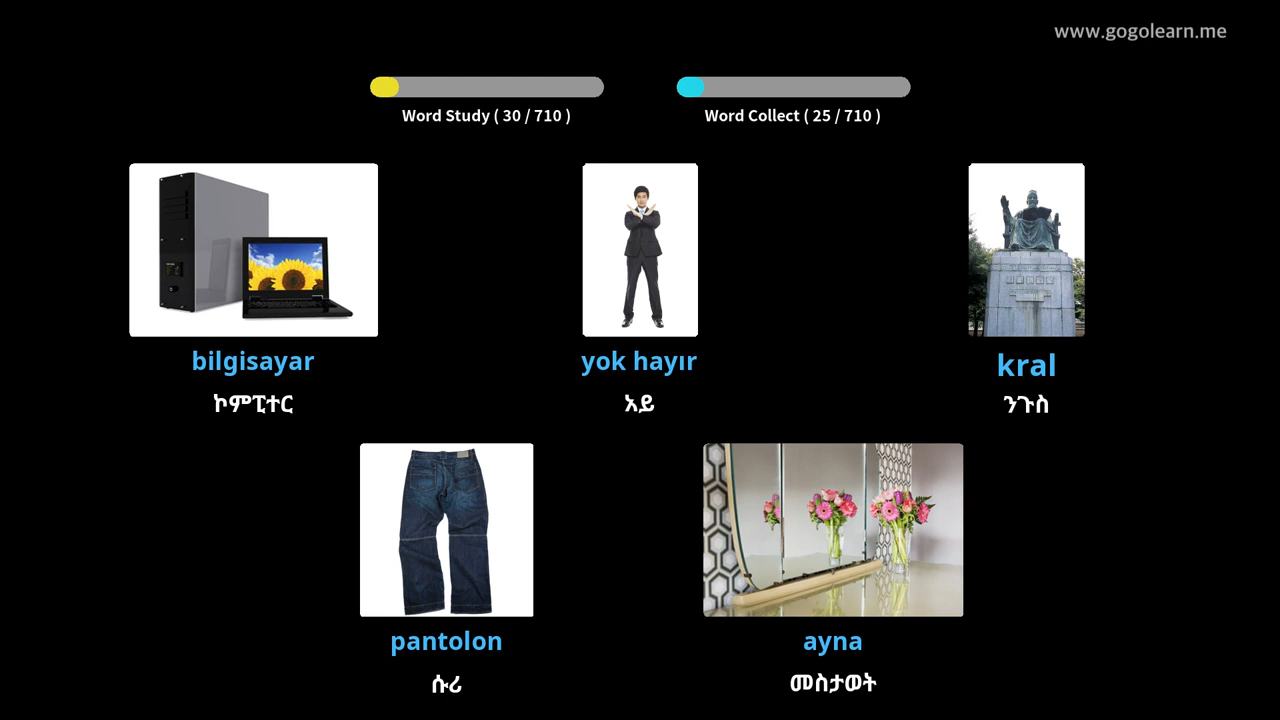 www.gogolearn.me
Word Study ( 30 / 710 )
Word Collect ( 25 / 710 )
bilgisayar
ኮምፒተር
yok hayır
አይ
kral
ንጉስ
pantolon
ሱሪ
ayna
መስታወት